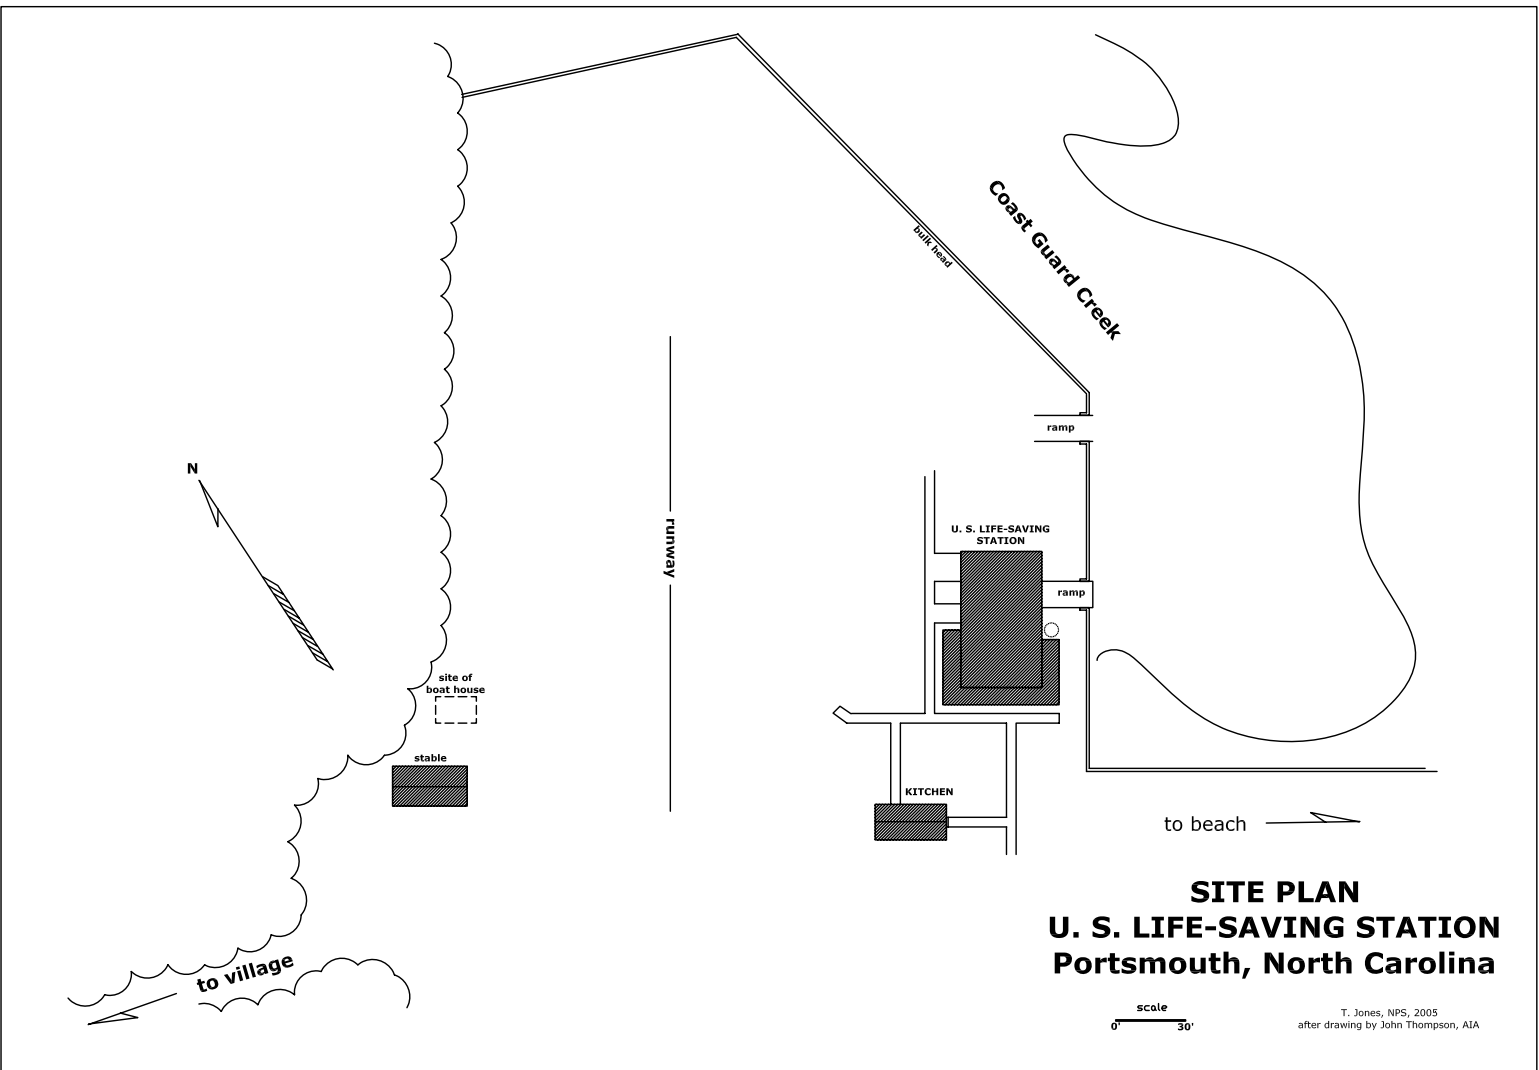 Coast Guard Creek
bulk head
ramp
N
runway
U. S. LIFE-SAVING
STATION
ramp
site of
boat house
stable
KITCHEN
to beach
SITE PLAN
U. S. LIFE-SAVING STATION
Portsmouth, North Carolina
to village
scale
0' 30'
T. Jones, NPS, 2005
after drawing by John Thompson, AIA